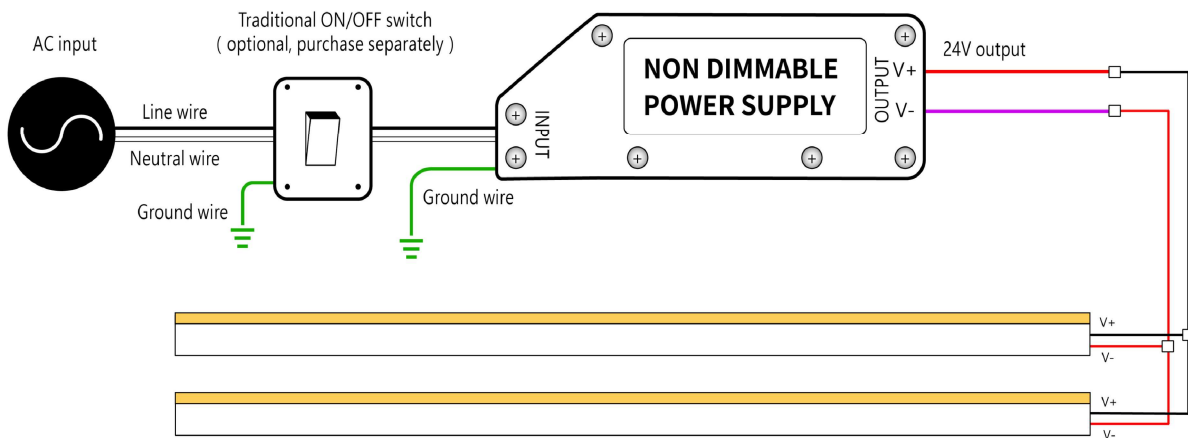 AC input
Traditional ON/OFF switch
( optional, purchase separately )
Line wire
Neutral wire
Ground wire
Ground wire
INPUT
NON DIMMABLE
POWER SUPPLY
OUTPUT
V+
V-
24V output
V+
V-
V+
V-